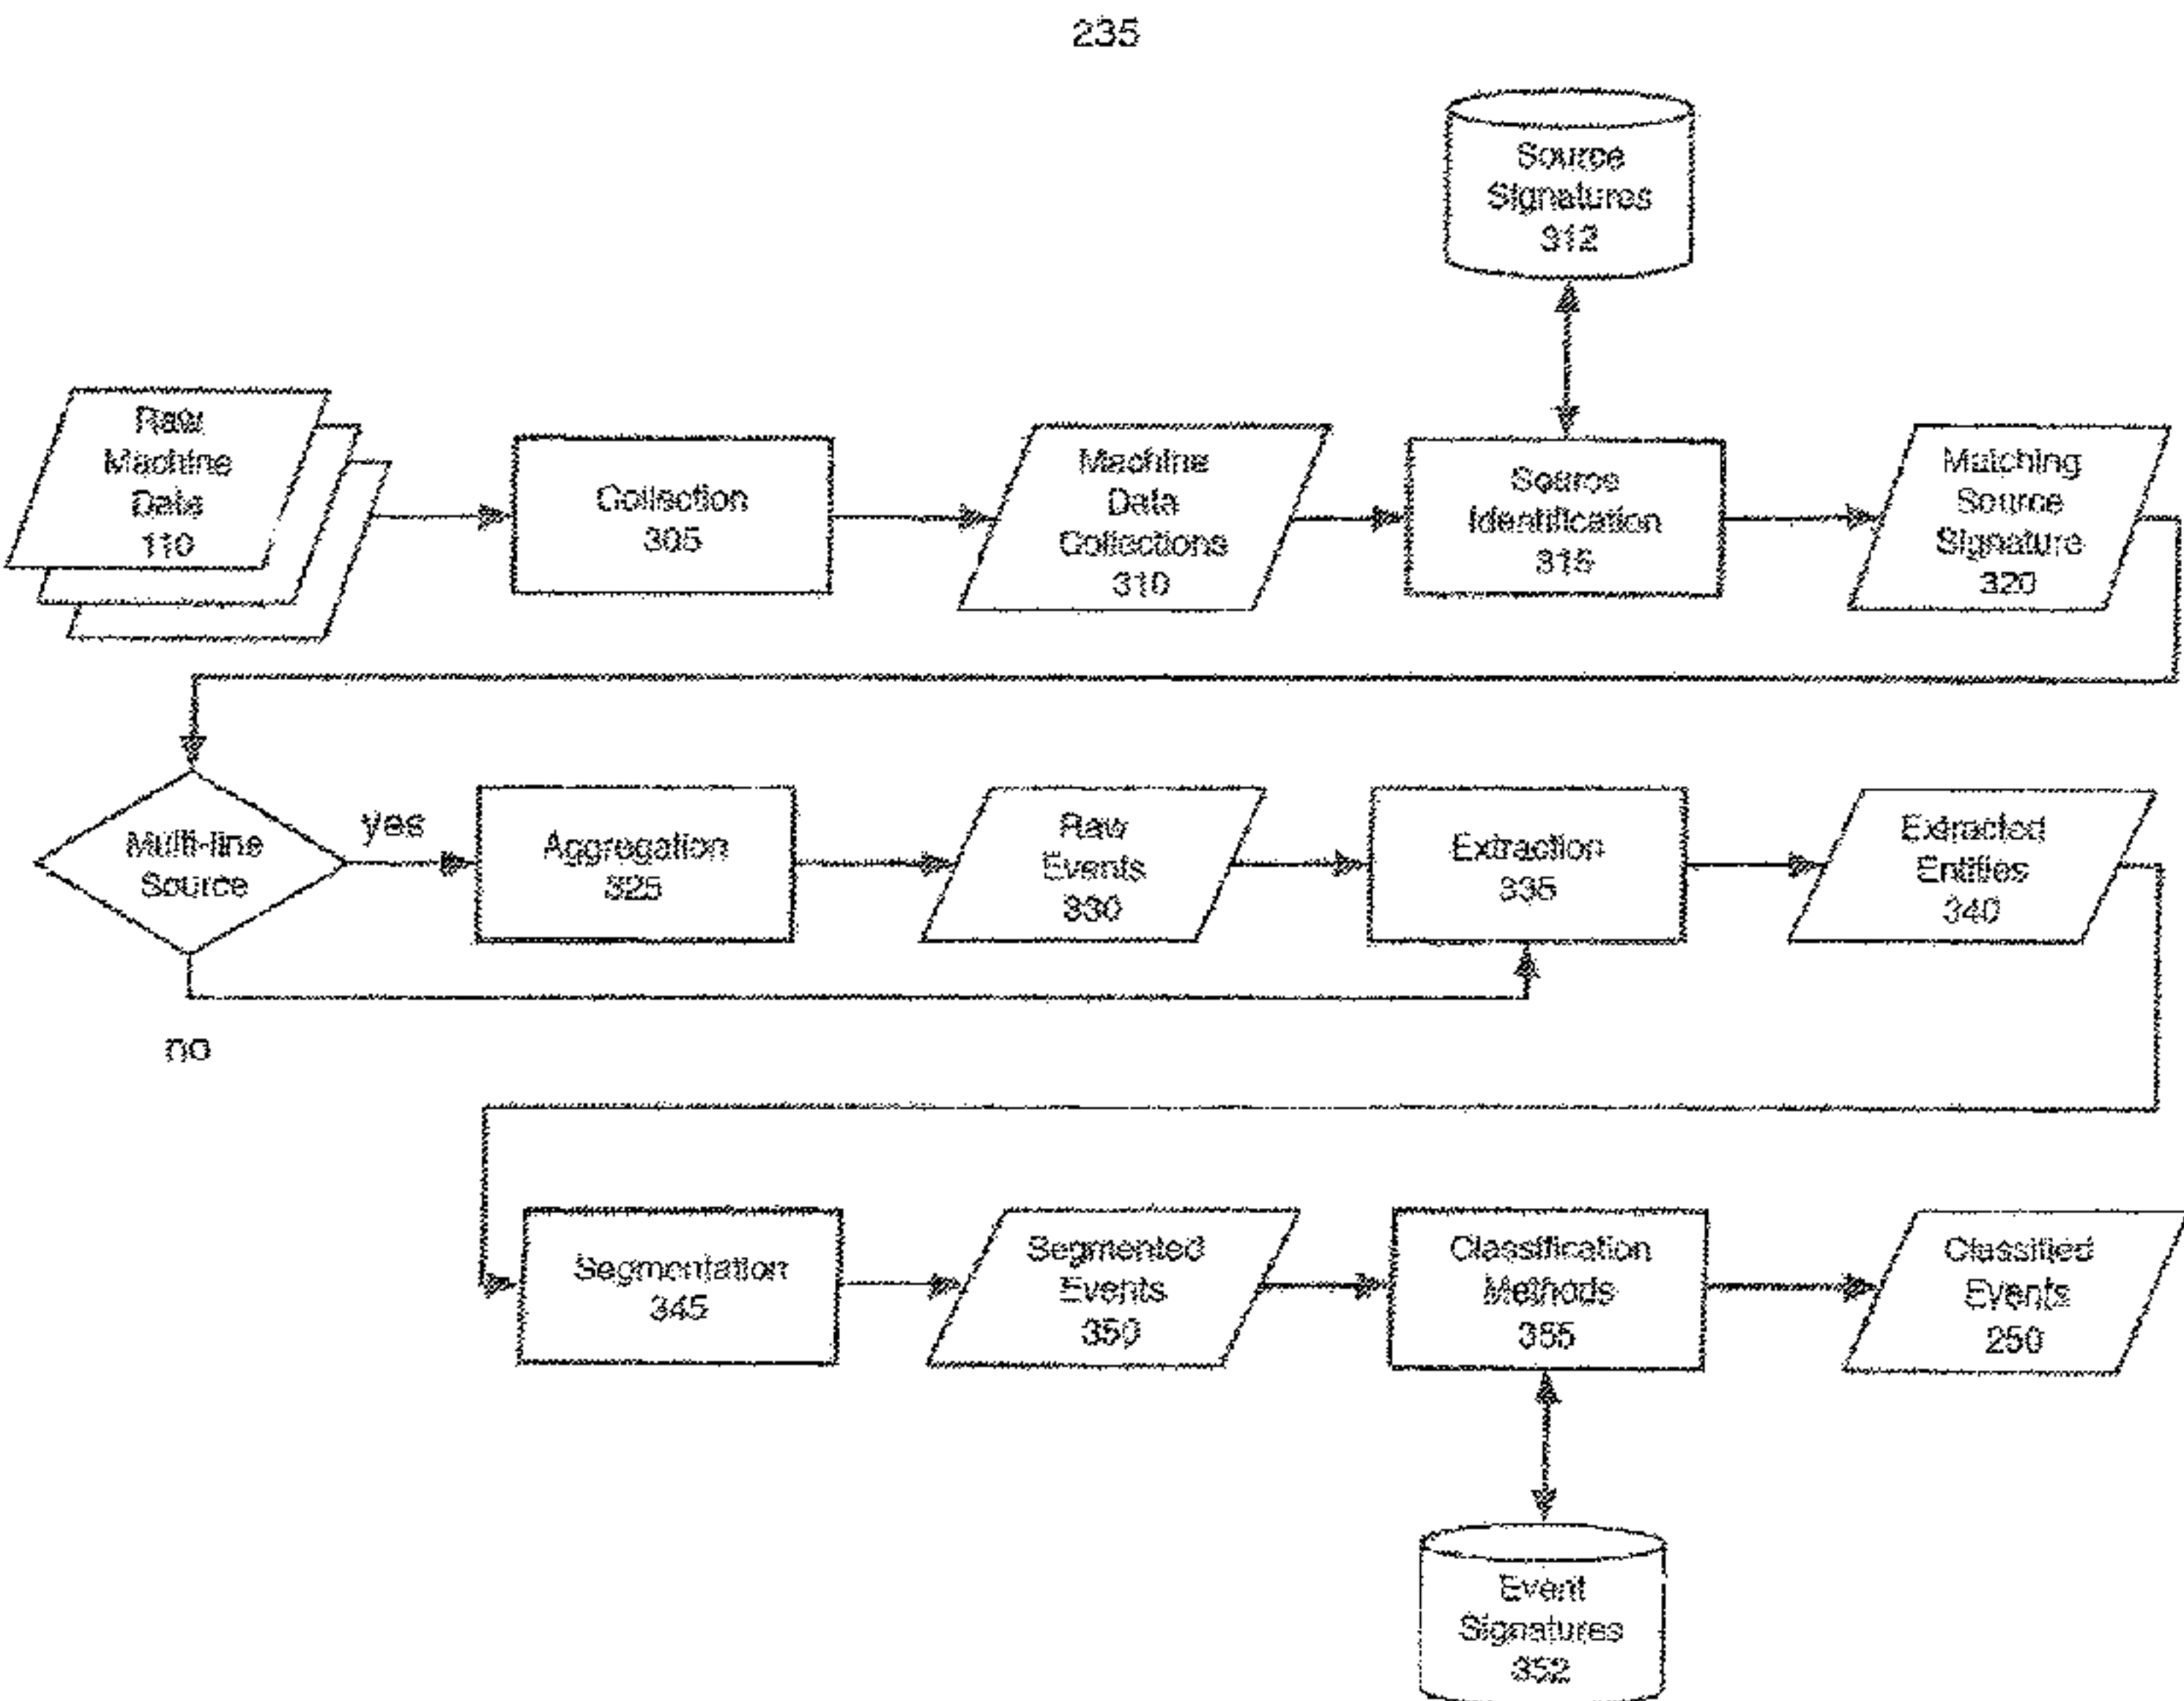 235
Source
Signatures
312
Raw
Machine
Data
110
Collection
305
Machine
Data
Collections
310
Source
Identification
315
Matching
Source
Signature
320
Multi-line
Source
yes
Aggregation
325
Raw
Events
330
Extraction
335
Extracted
Entities
340
no
Segmentation
345
Segmented
Events
350
Classification
Methods
355
Classified
Events
250
Event
Signatures
352